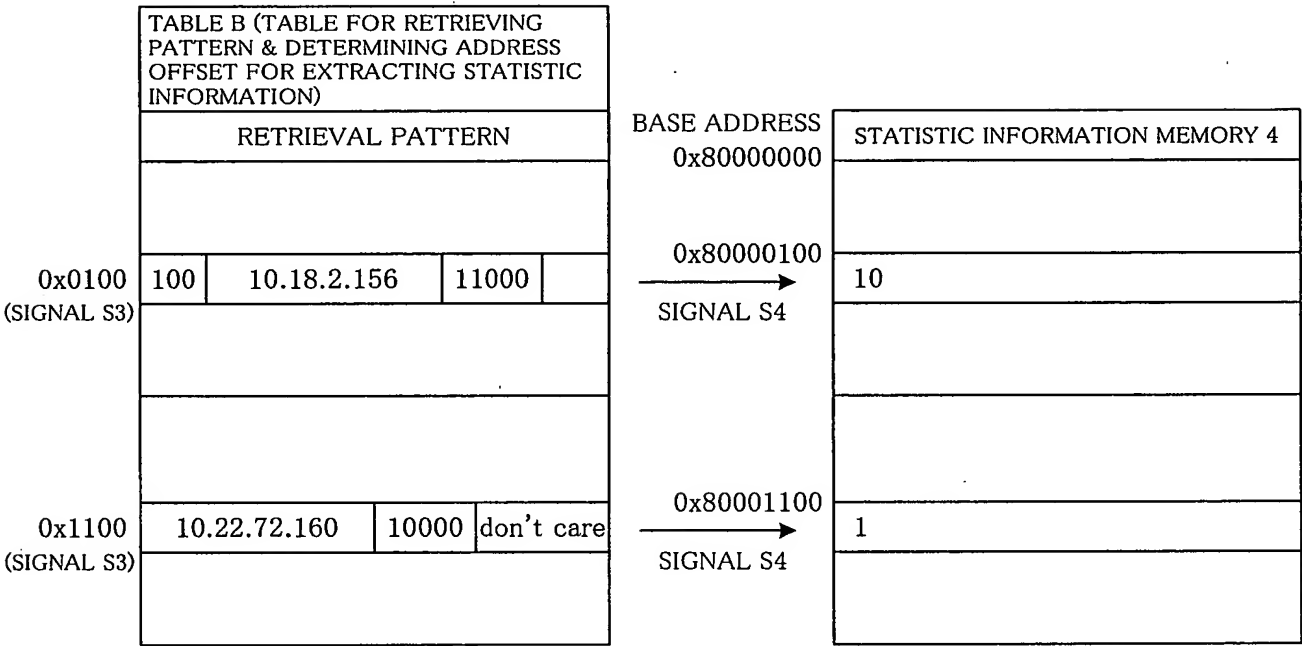 TABLE B (TABLE FOR RETRIEVING
PATTERN & DETERMINING ADDRESS
OFFSET FOR EXTRACTING STATISTIC
INFORMATION)
RETRIEVAL PATTERN
0x0100
(SIGNAL S3)
100 10.18.2.156 11000
0x1100
(SIGNAL S3)
10.22.72.160 10000 don't care
BASE ADDRESS
0x80000000
0x80000100
SIGNAL S4
0x80001100
SIGNAL S4
STATISTIC INFORMATION MEMORY 4
10
1